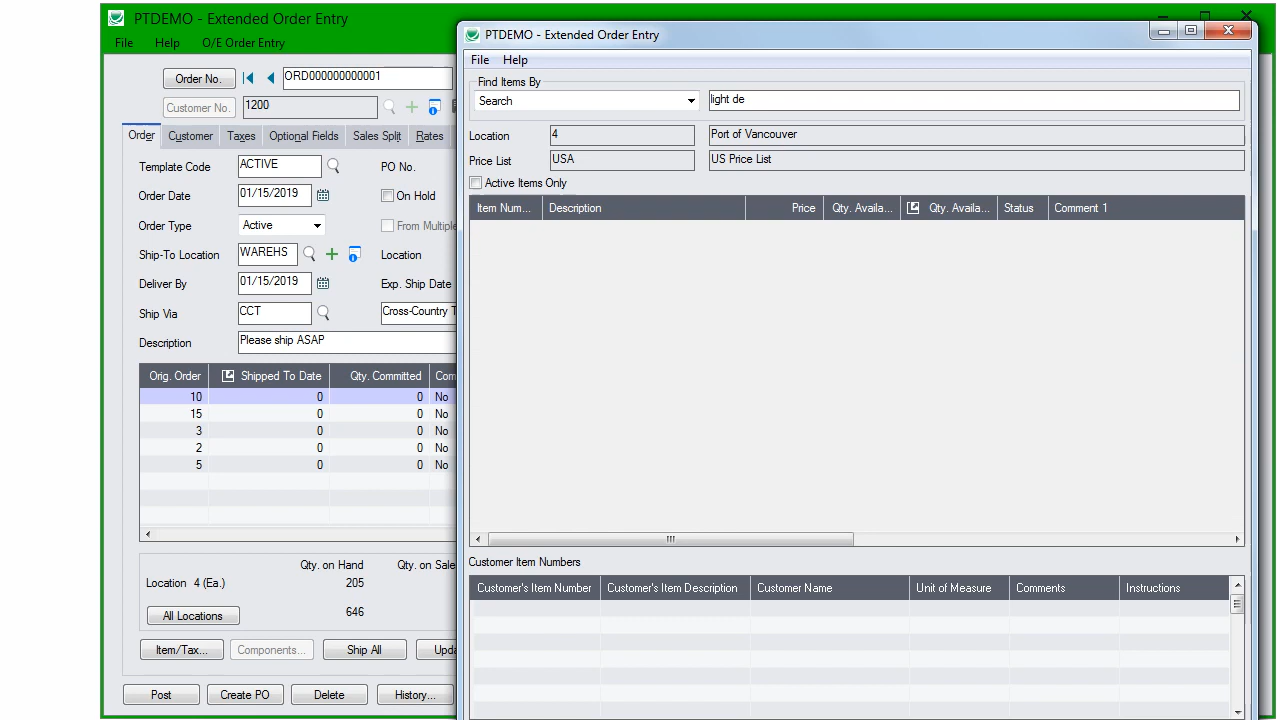 PTDEMO - Extended Order Entry
File Help O/E Order Entry
Order No. ORD000000000001
Customer No. 1200
Order Customer Taxes Optional Fields Sales Split Rates
Template Code ACTIVE PO No.
Order Date 01/15/2019 On Hold
Order Type Active From Multiple
Ship-To Location WAREHS Location
Deliver By 01/15/2019 Exp. Ship Date
Ship Via CCT Cross-Country T
Description Please ship ASAP
Orig. Order Shipped To Date Qty. Committed Com
10 0 0 No
15 0 0 No
3 0 0 No
2 0 0 No
5 0 0 No
Qty. on Hand Qty. on Sale
Location 4 (Ea.) 205
All Locations 646
Item/Tax... Components... Ship All Upda
Post Create PO Delete History...
PTDEMO - Extended Order Entry
File Help
Find Items By
Search light de
Location 4 Port of Vancouver
Price List USA US Price List
Active Items Only
Item Num... Description Price Qty. Availa... Qty. Availa... Status Comment 1
Customer Item Numbers
Customer's Item Number Customer's Item Description Customer Name Unit of Measure Comments Instructions